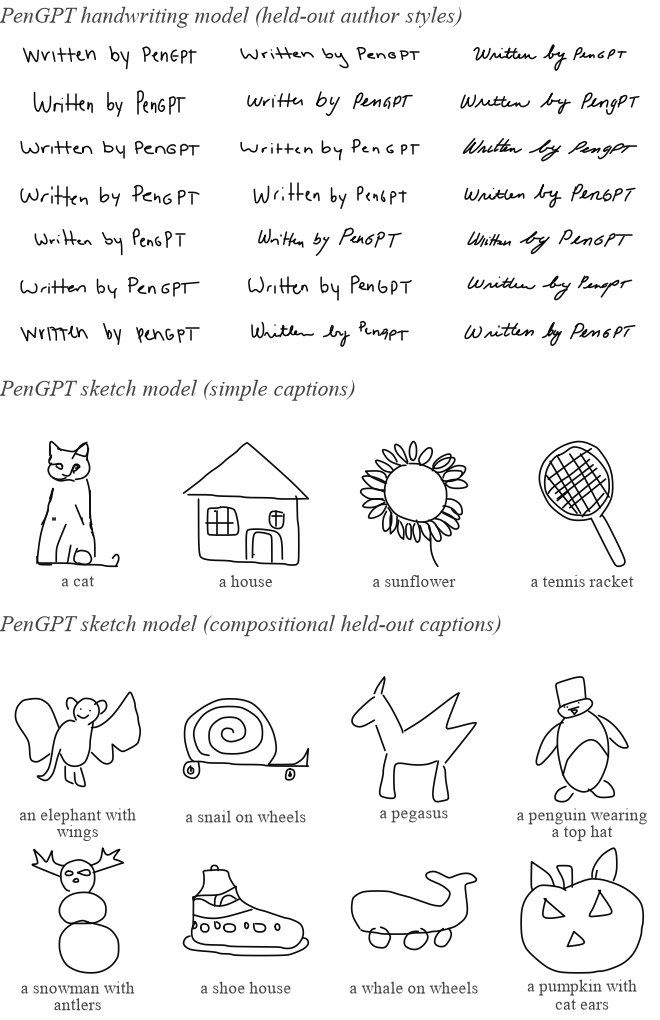 PenGPT handwriting model (held-out author styles)
Written by PenGPT Written by PenGPT Written by PenGPT
Written by PenGPT Written by PenGPT Written by PenGPT
Written by PenGPT Written by PenGPT Written by PenGPT
Written by PenGPT Written by PenGPT Written by PenGPT
Written by PenGPT Written by PenGPT Written by PenGPT
Written by PenGPT Written by PenGPT Written by PenGPT
Written by penGPT Written by PenGPT Written by PenGPT
PenGPT sketch model (simple captions)
a cat a house a sunflower a tennis racket
PenGPT sketch model (compositional held-out captions)
an elephant with wings a snail on wheels a pegasus a penguin wearing a top hat
a snowman with antlers a shoe house a whale on wheels a pumpkin with cat ears